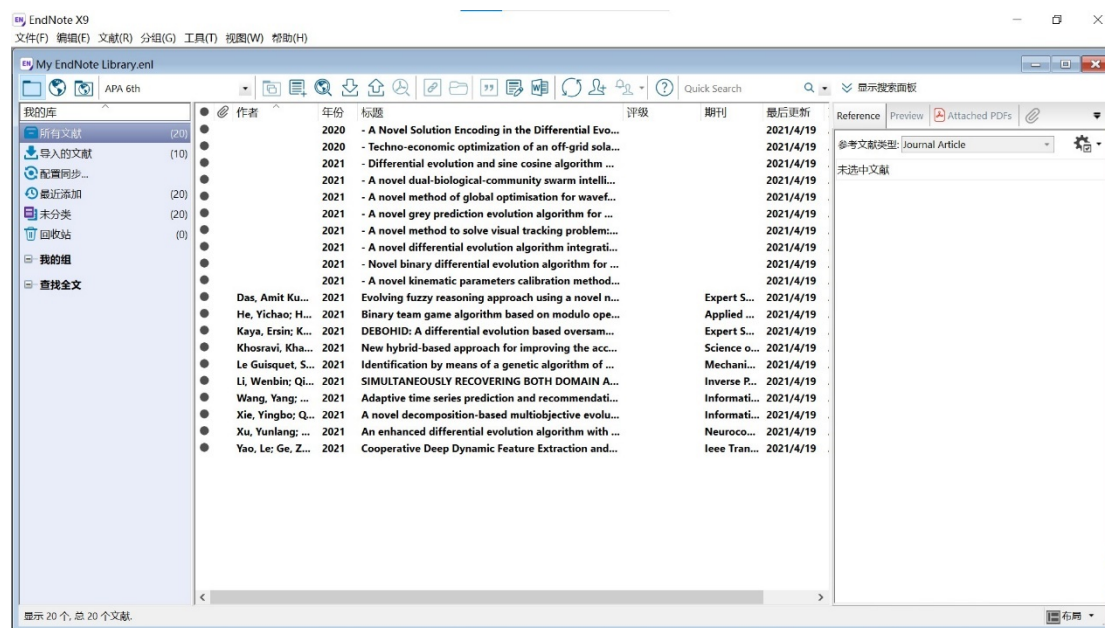 EndNote X9
文件(F) 编辑(E) 文献(R) 分组(G) 工具(T) 视图(W) 帮助(H)
My EndNote Library.enl
APA 6th
Quick Search
显示搜索面板
我的库
所有文献 (20)
导入的文献 (10)
配置同步...
最近添加 (20)
未分类 (20)
回收站 (0)
我的组
查找全文
作者 年份 标题 评级 期刊 最后更新
2020 - A Novel Solution Encoding in the Differential Evo... 2021/4/19
2020 - Techno-economic optimization of an off-grid sola... 2021/4/19
2021 - Differential evolution and sine cosine algorithm ... 2021/4/19
2021 - A novel dual-biological-community swarm intelli... 2021/4/19
2021 - A novel method of global optimisation for wavef... 2021/4/19
2021 - A novel grey prediction evolution algorithm for ... 2021/4/19
2021 - A novel method to solve visual tracking problem:... 2021/4/19
2021 - A novel differential evolution algorithm integrati... 2021/4/19
2021 - Novel binary differential evolution algorithm for ... 2021/4/19
2021 - A novel kinematic parameters calibration method... 2021/4/19
Das, Amit Ku... 2021 Evolving fuzzy reasoning approach using a novel n... Expert S... 2021/4/19
He, Yichao; H... 2021 Binary team game algorithm based on modulo ope... Applied ... 2021/4/19
Kaya, Ersin; K... 2021 DEBOHID: A differential evolution based oversam... Expert S... 2021/4/19
Khosravi, Kha... 2021 New hybrid-based approach for improving the acc... Science o... 2021/4/19
Le Guisquet, S... 2021 Identification by means of a genetic algorithm of ... Mechani... 2021/4/19
Li, Wenbin; Qi... 2021 SIMULTANEOUSLY RECOVERING BOTH DOMAIN A... Inverse P... 2021/4/19
Wang, Yang; ... 2021 Adaptive time series prediction and recommendati... Informati... 2021/4/19
Xie, Yingbo; Q... 2021 A novel decomposition-based multiobjective evolu... Informati... 2021/4/19
Xu, Yunlang; ... 2021 An enhanced differential evolution algorithm with ... Neuroco... 2021/4/19
Yao, Le; Ge, Z... 2021 Cooperative Deep Dynamic Feature Extraction and... Ieee Tran... 2021/4/19
Reference Preview Attached PDFs
参考文献类型: Journal Article
未选中文献
显示 20 个, 总 20 个文献.
布局